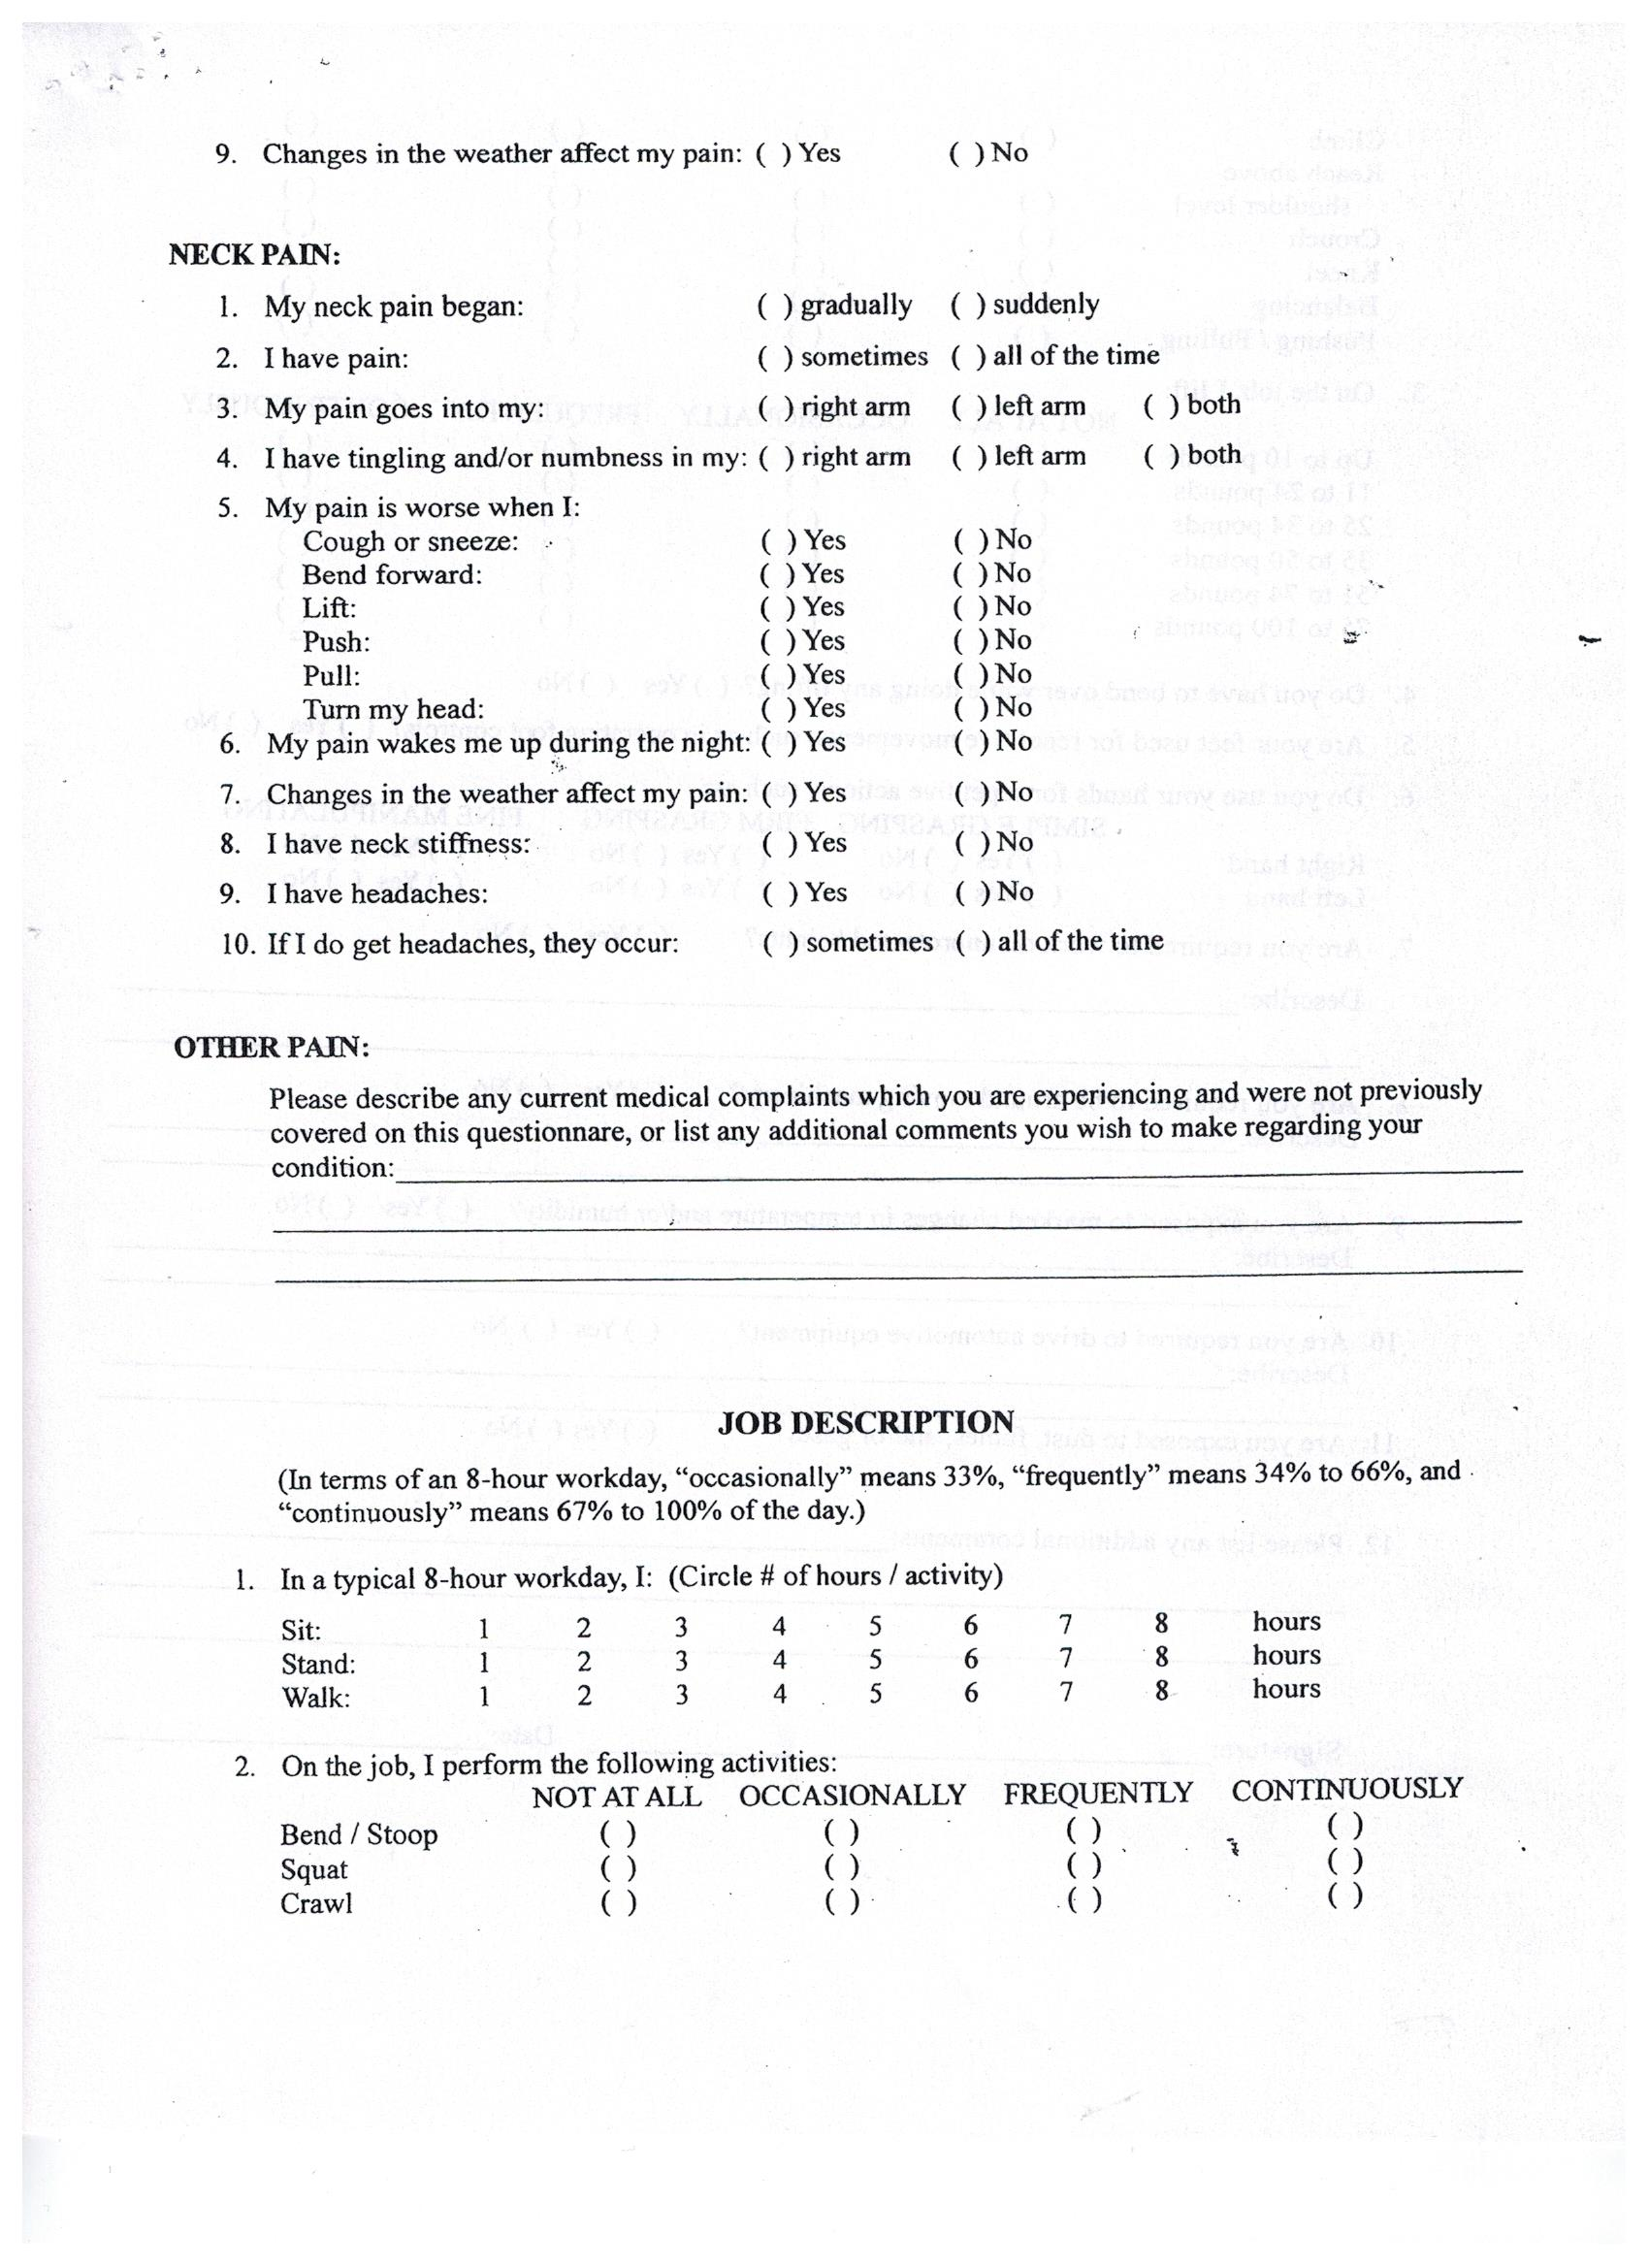 9. Changes in the weather affect my pain: ( ) Yes ( ) No
NECK PAIN:
1. My neck pain began: ( ) gradually ( ) suddenly
2. I have pain: ( ) sometimes ( ) all of the time
3. My pain goes into my: ( ) right arm ( ) left arm ( ) both
4. I have tingling and/or numbness in my: ( ) right arm ( ) left arm ( ) both
5. My pain is worse when I:
Cough or sneeze: ( ) Yes ( ) No
Bend forward: ( ) Yes ( ) No
Lift: ( ) Yes ( ) No
Push: ( ) Yes ( ) No
Pull: ( ) Yes ( ) No
Turn my head: ( ) Yes ( ) No
6. My pain wakes me up during the night: ( ) Yes ( ) No
7. Changes in the weather affect my pain: ( ) Yes ( ) No
8. I have neck stiffness: ( ) Yes ( ) No
9. I have headaches: ( ) Yes ( ) No
10. If I do get headaches, they occur: ( ) sometimes ( ) all of the time
OTHER PAIN:
Please describe any current medical complaints which you are experiencing and were not previously
covered on this questionnare, or list any additional comments you wish to make regarding your
condition:
JOB DESCRIPTION
(In terms of an 8-hour workday, “occasionally” means 33%, “frequently” means 34% to 66%, and
“continuously” means 67% to 100% of the day.)
1. In a typical 8-hour workday, I: (Circle # of hours / activity)
Sit: 1 2 3 4 5 6 7 8 hours
Stand: 1 2 3 4 5 6 7 8 hours
Walk: 1 2 3 4 5 6 7 8 hours
2. On the job, I perform the following activities:
NOT AT ALL OCCASIONALLY FREQUENTLY CONTINUOUSLY
Bend / Stoop ( ) ( ) ( ) ( )
Squat ( ) ( ) ( ) ( )
Crawl ( ) ( ) ( ) ( )